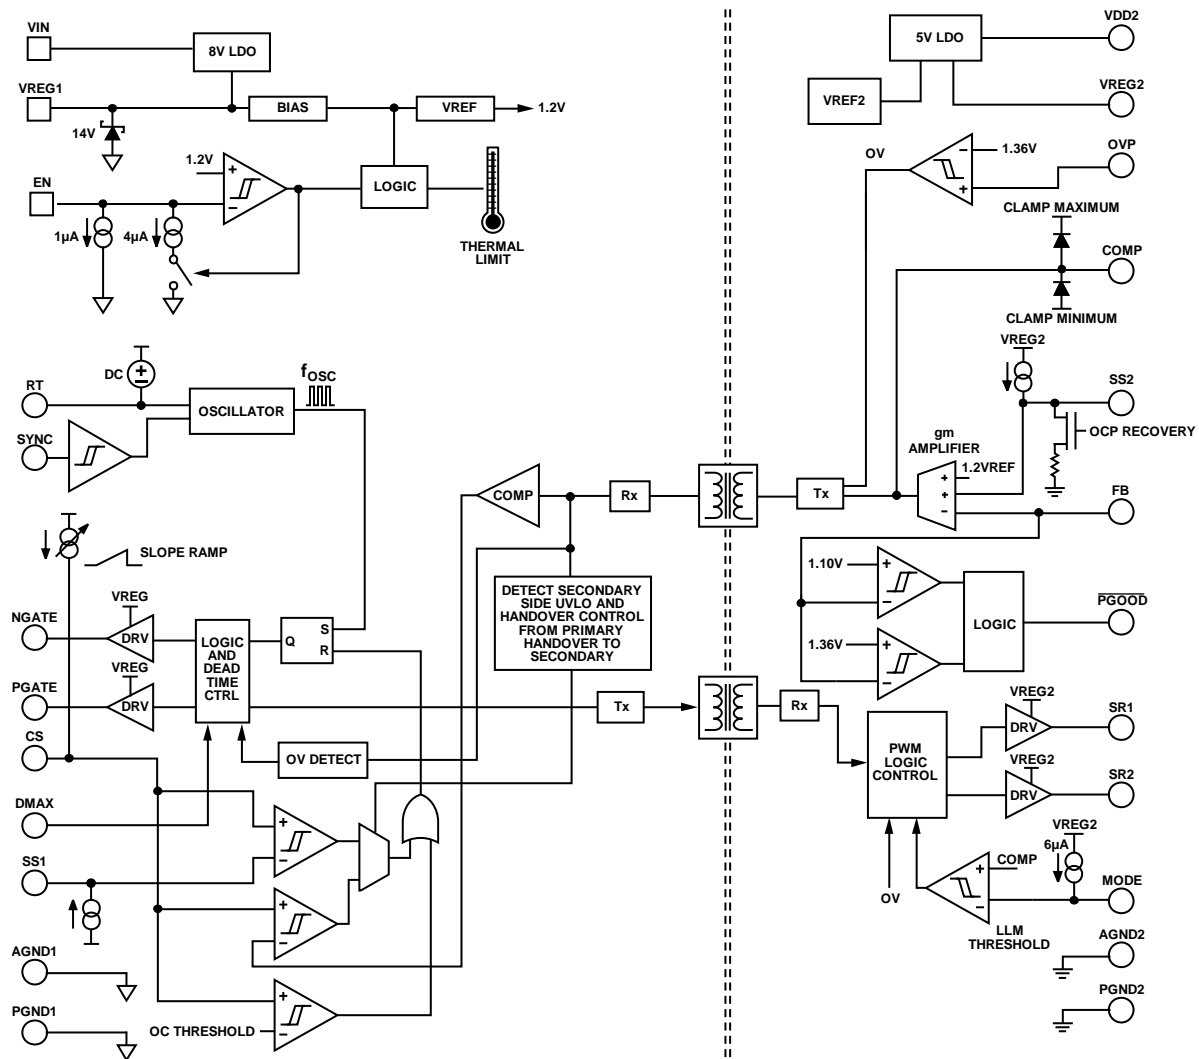 VIN
8V LDO
VREG1
BIAS
VREF
1.2V
14V
1.2V
+
−
EN
LOGIC
1µA
4µA
THERMAL
LIMIT
DC
+
−
fOSC
RT
OSCILLATOR
SYNC
COMP
Rx
SLOPE RAMP
VREG
NGATE
DRV
LOGIC
AND
DEAD
TIME
CTRL
Q
S
R
DETECT SECONDARY
SIDE UVLO AND
HANDOVER CONTROL
FROM PRIMARY
HANDOVER TO
SECONDARY
VREG
PGATE
DRV
Tx
CS
OV DETECT
DMAX
+
−
SS1
+
−
AGND1
+
−
PGND1
OC THRESHOLD
5V LDO
VDD2
VREF2
VREG2
OV
−
1.36V
+
OVP
CLAMP MAXIMUM
COMP
CLAMP MINIMUM
VREG2
SS2
OCP RECOVERY
gm
AMPLIFIER
1.2VREF
+
+
−
Tx
FB
1.10V
+
−
LOGIC
PGOOD
1.36V
+
−
Rx
VREG2
PWM
LOGIC
CONTROL
DRV
SR1
VREG2
DRV
SR2
VREG2
6µA
COMP
+
−
OV
MODE
LLM
THRESHOLD
AGND2
PGND2